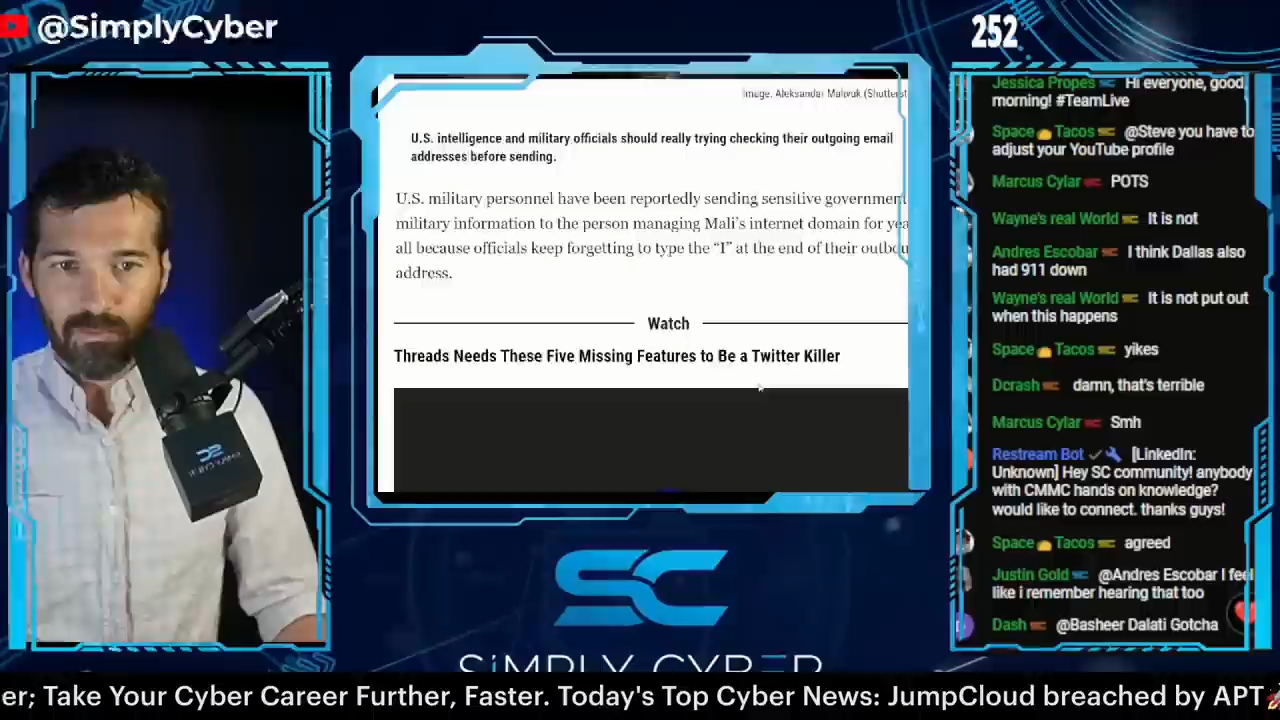 @SimplyCyber
252
Image: Aleksandar Malivuk (Shutterst
U.S. intelligence and military officials should really trying checking their outgoing email
addresses before sending.
U.S. military personnel have been reportedly sending sensitive government
military information to the person managing Mali's internet domain for yea
all because officials keep forgetting to type the “I” at the end of their outbou
address.
Watch
Threads Needs These Five Missing Features to Be a Twitter Killer
SC
SIMPLY CYBER
Jessica Propes Hi everyone, good
morning! #TeamLive
Space Tacos @Steve you have to
adjust your YouTube profile
Marcus Cylar POTS
Wayne's real World It is not
Andres Escobar I think Dallas also
had 911 down
Wayne's real World It is not put out
when this happens
Space Tacos yikes
Dcrash damn, that's terrible
Marcus Cylar Smh
Restream Bot [LinkedIn:
Unknown] Hey SC community! anybody
with CMMC hands on knowledge?
would like to connect. thanks guys!
Space Tacos agreed
Justin Gold @Andres Escobar I feel
like i remember hearing that too
Dash @Basheer Dalati Gotcha
er; Take Your Cyber Career Further, Faster. Today's Top Cyber News: JumpCloud breached by APT